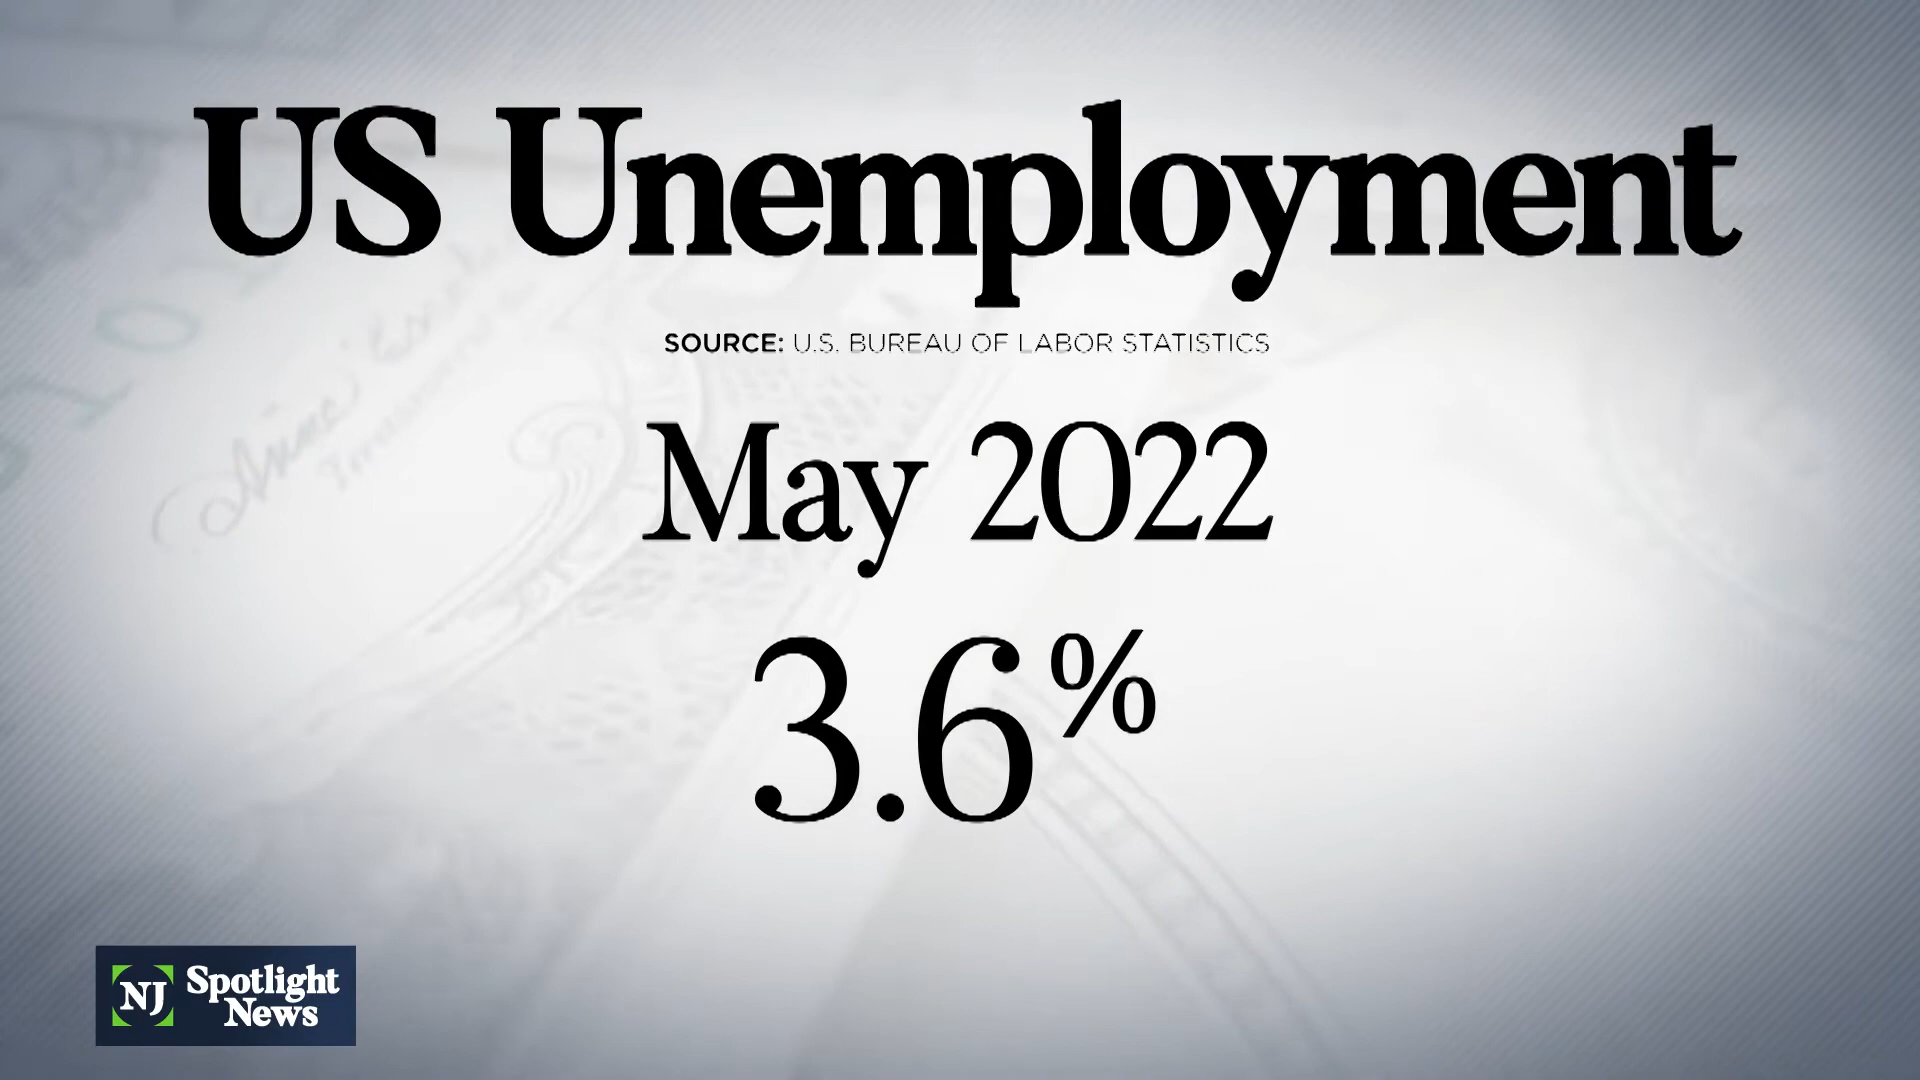 US Unemployment
SOURCE: U.S. BUREAU OF LABOR STATISTICS
May 2022
3.6%
NJ Spotlight
News